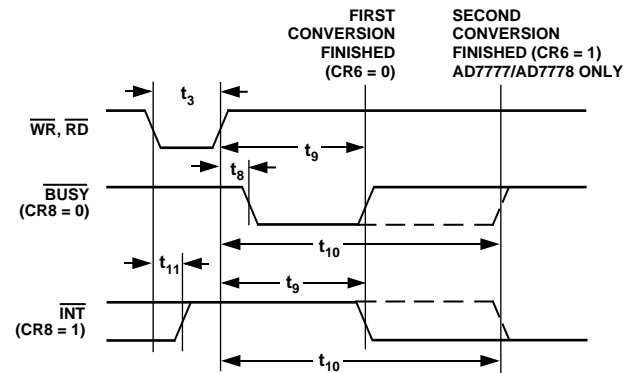 FIRST
CONVERSION
FINISHED
(CR6 = 0)
SECOND
CONVERSION
FINISHED (CR6 = 1)
AD7777/AD7778 ONLY
t3
WR, RD
t9
t8
BUSY
(CR8 = 0)
t10
t11
t9
INT
(CR8 = 1)
t10